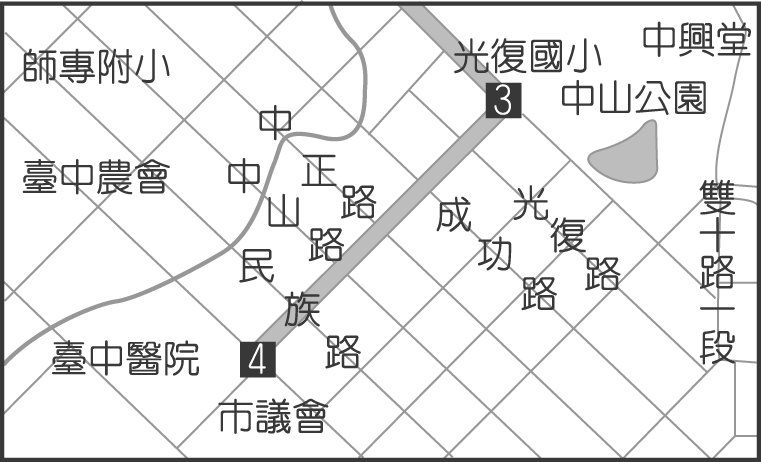 中興堂
光復國小
師專附小
3
中山公園
中正路
臺中農會
中山路
雙十路一段
光復路
成功路
民族路
臺中醫院
4
市議會